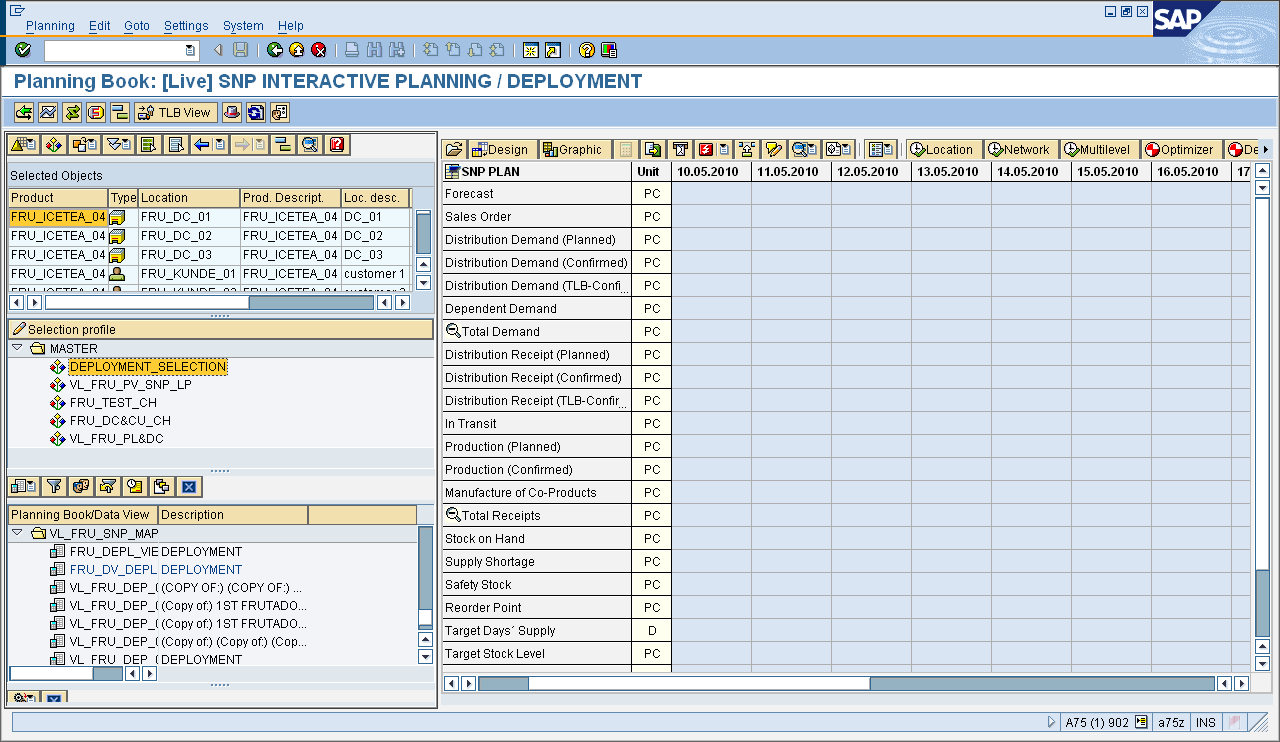 Planning Edit Goto Settings System Help
SAP
Planning Book: [Live] SNP INTERACTIVE PLANNING / DEPLOYMENT
TLB View
Design Graphic Location Network Multilevel Optimizer De
Selected Objects
Product Type Location Prod. Descript. Loc. desc.
FRU_ICETEA_04 FRU_DC_01 FRU_ICETEA_04 DC_01
FRU_ICETEA_04 FRU_DC_02 FRU_ICETEA_04 DC_02
FRU_ICETEA_04 FRU_DC_03 FRU_ICETEA_04 DC_03
FRU_ICETEA_04 FRU_KUNDE_01 FRU_ICETEA_04 customer 1
Selection profile
MASTER
DEPLOYMENT_SELECTION
VL_FRU_PV_SNP_LP
FRU_TEST_CH
FRU_DC&CU_CH
VL_FRU_PL&DC
Planning Book/Data View Description
VL_FRU_SNP_MAP
FRU_DEPL_VIE DEPLOYMENT
FRU_DV_DEPL DEPLOYMENT
VL_FRU_DEP_( (COPY OF:) (COPY OF:) ...
VL_FRU_DEP_( (Copy of:) 1ST FRUTADO...
VL_FRU_DEP_( (Copy of:) 1ST FRUTADO...
VL_FRU_DEP_( (Copy of:) (Copy of:) (Cop...
VL_FRU_DEP_( DEPLOYMENT
SNP PLAN Unit 10.05.2010 11.05.2010 12.05.2010 13.05.2010 14.05.2010 15.05.2010 16.05.2010 17
Forecast PC
Sales Order PC
Distribution Demand (Planned) PC
Distribution Demand (Confirmed) PC
Distribution Demand (TLB-Confi... PC
Dependent Demand PC
Total Demand PC
Distribution Receipt (Planned) PC
Distribution Receipt (Confirmed) PC
Distribution Receipt (TLB-Confir... PC
In Transit PC
Production (Planned) PC
Production (Confirmed) PC
Manufacture of Co-Products PC
Total Receipts PC
Stock on Hand PC
Supply Shortage PC
Safety Stock PC
Reorder Point PC
Target Days´ Supply D
Target Stock Level PC
A75 (1) 902 a75z INS